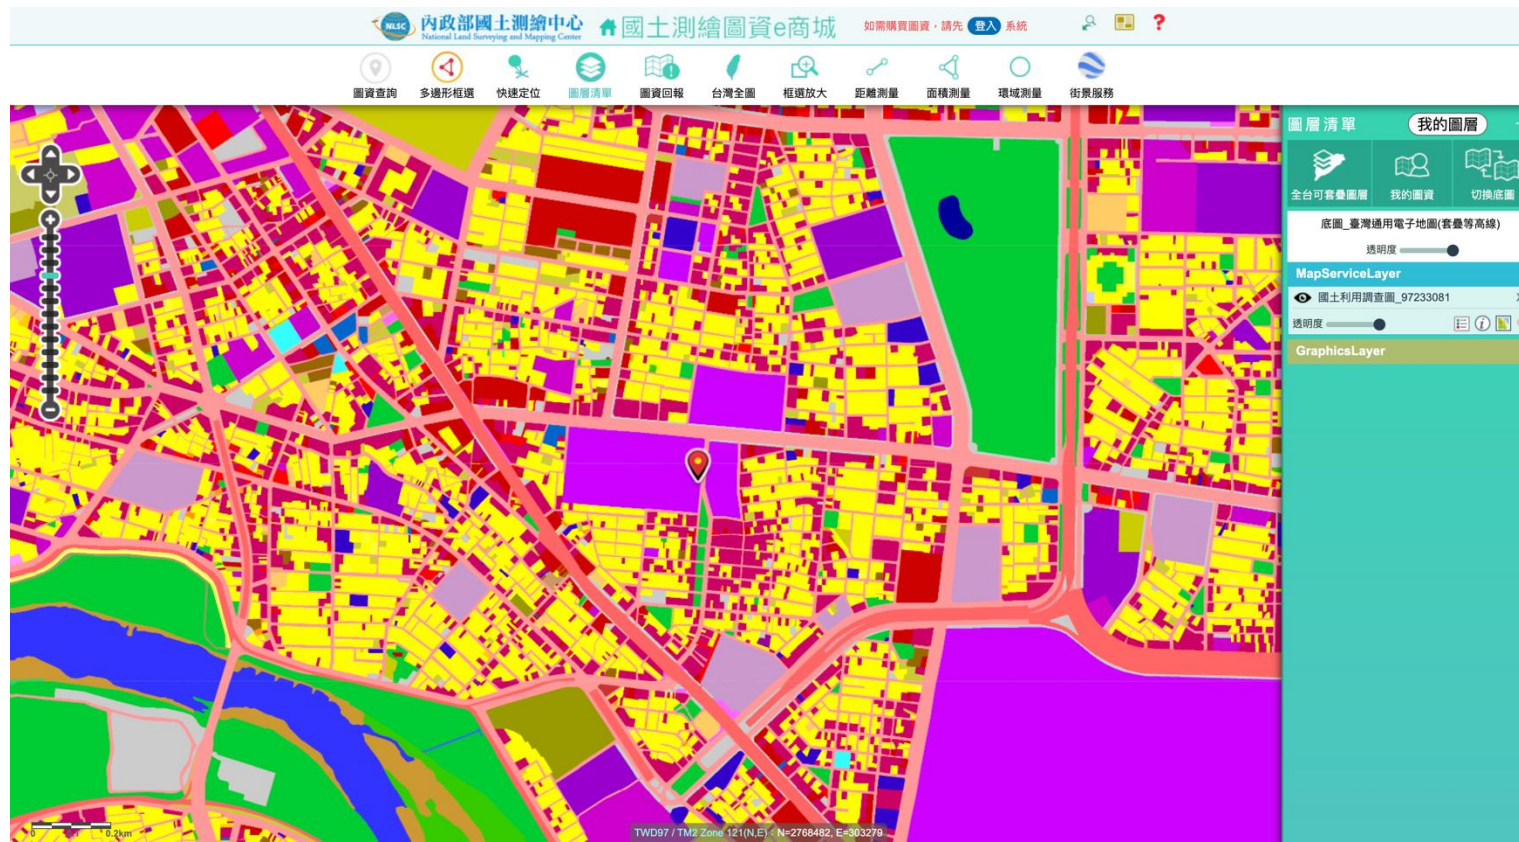 NLSC 內政部國土測繪中心
National Land Surveying and Mapping Center
國土測繪圖資e商城
如需購買圖資，請先 登入 系統
?
圖資查詢 多邊形框選 快速定位 圖層清單 圖資回報 台灣全圖 框選放大 距離測量 面積測量 環域測量 街景服務
圖層清單 我的圖層
全台可套疊圖層 我的圖資 切換底圖
底圖_臺灣通用電子地圖(套疊等高線)
透明度
MapServiceLayer
國土利用調查圖_97233081
透明度
GraphicsLayer
0 0.2km
TWD97 / TM2 Zone 121(N,E)：N=2768482, E=303279